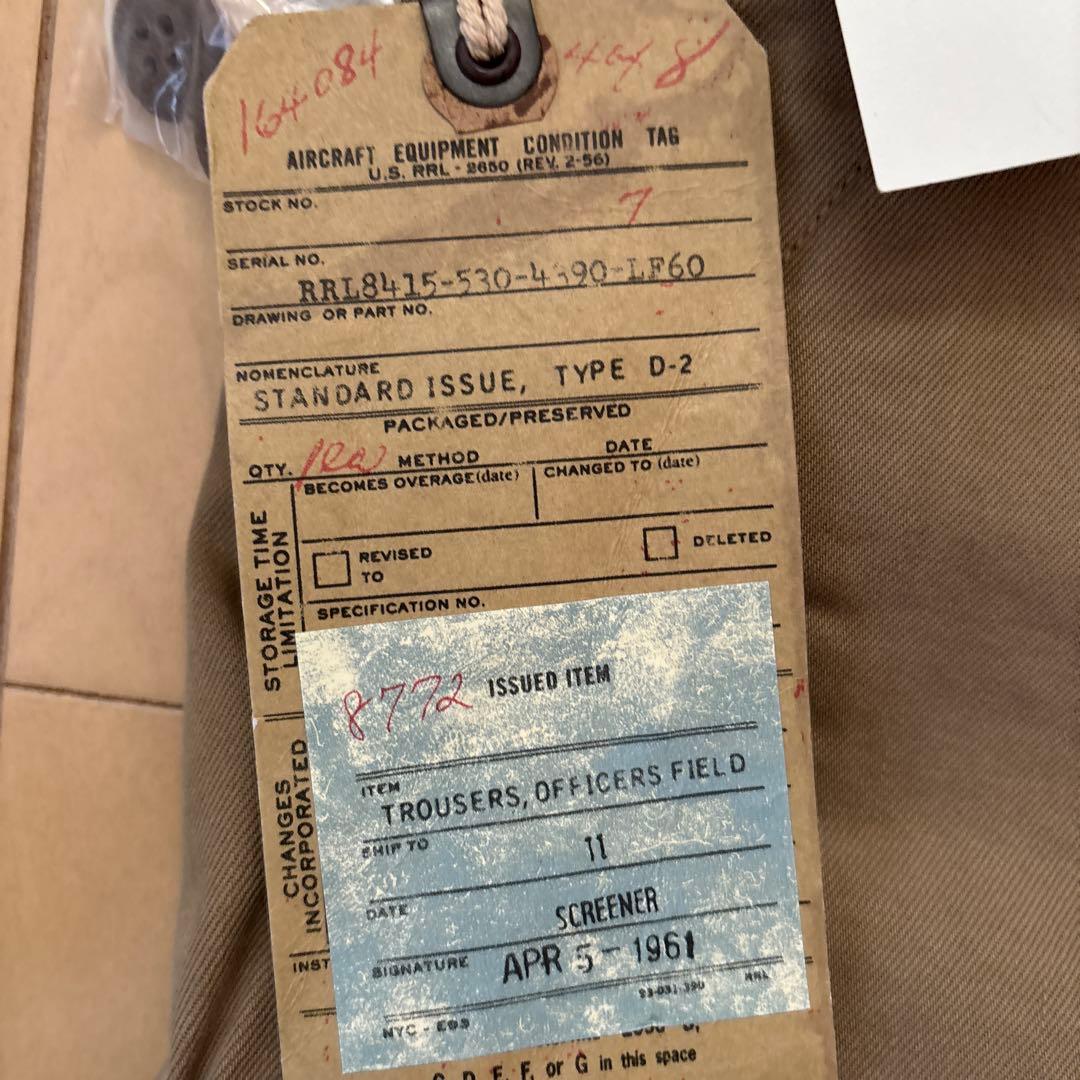 164084
AIRCRAFT EQUIPMENT CONDITION TAG
U.S. RRL - 2650 (REV. 2-56)
STOCK NO. 7
SERIAL NO.
RRL8415-530-4390-LF60
DRAWING OR PART NO.
NOMENCLATURE
STANDARD ISSUE, TYPE D-2
PACKAGED/PRESERVED
QTY. 1ea METHOD DATE
BECOMES OVERAGE(date) CHANGED TO (date)
REVISED TO
DELETED
STORAGE TIME LIMITATION
SPECIFICATION NO.
8772 ISSUED ITEM
ITEM
TROUSERS, OFFICERS FIELD
SHIP TO 11
DATE SCREENER
SIGNATURE APR 5 - 1961
RRL
NYC - EGS
CHANGES INCORPORATED
INST
F, or G in this space